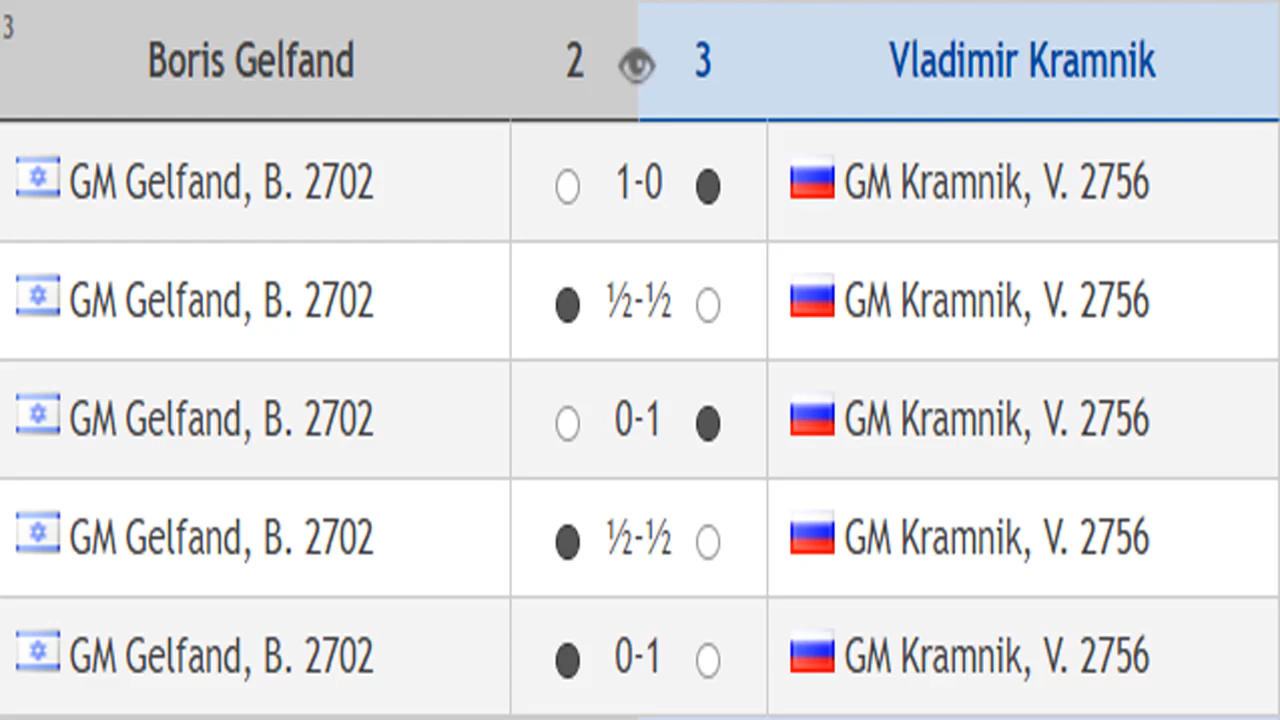 3
Boris Gelfand 2 3 Vladimir Kramnik
GM Gelfand, B. 2702 1-0 GM Kramnik, V. 2756
GM Gelfand, B. 2702 ½-½ GM Kramnik, V. 2756
GM Gelfand, B. 2702 0-1 GM Kramnik, V. 2756
GM Gelfand, B. 2702 ½-½ GM Kramnik, V. 2756
GM Gelfand, B. 2702 0-1 GM Kramnik, V. 2756